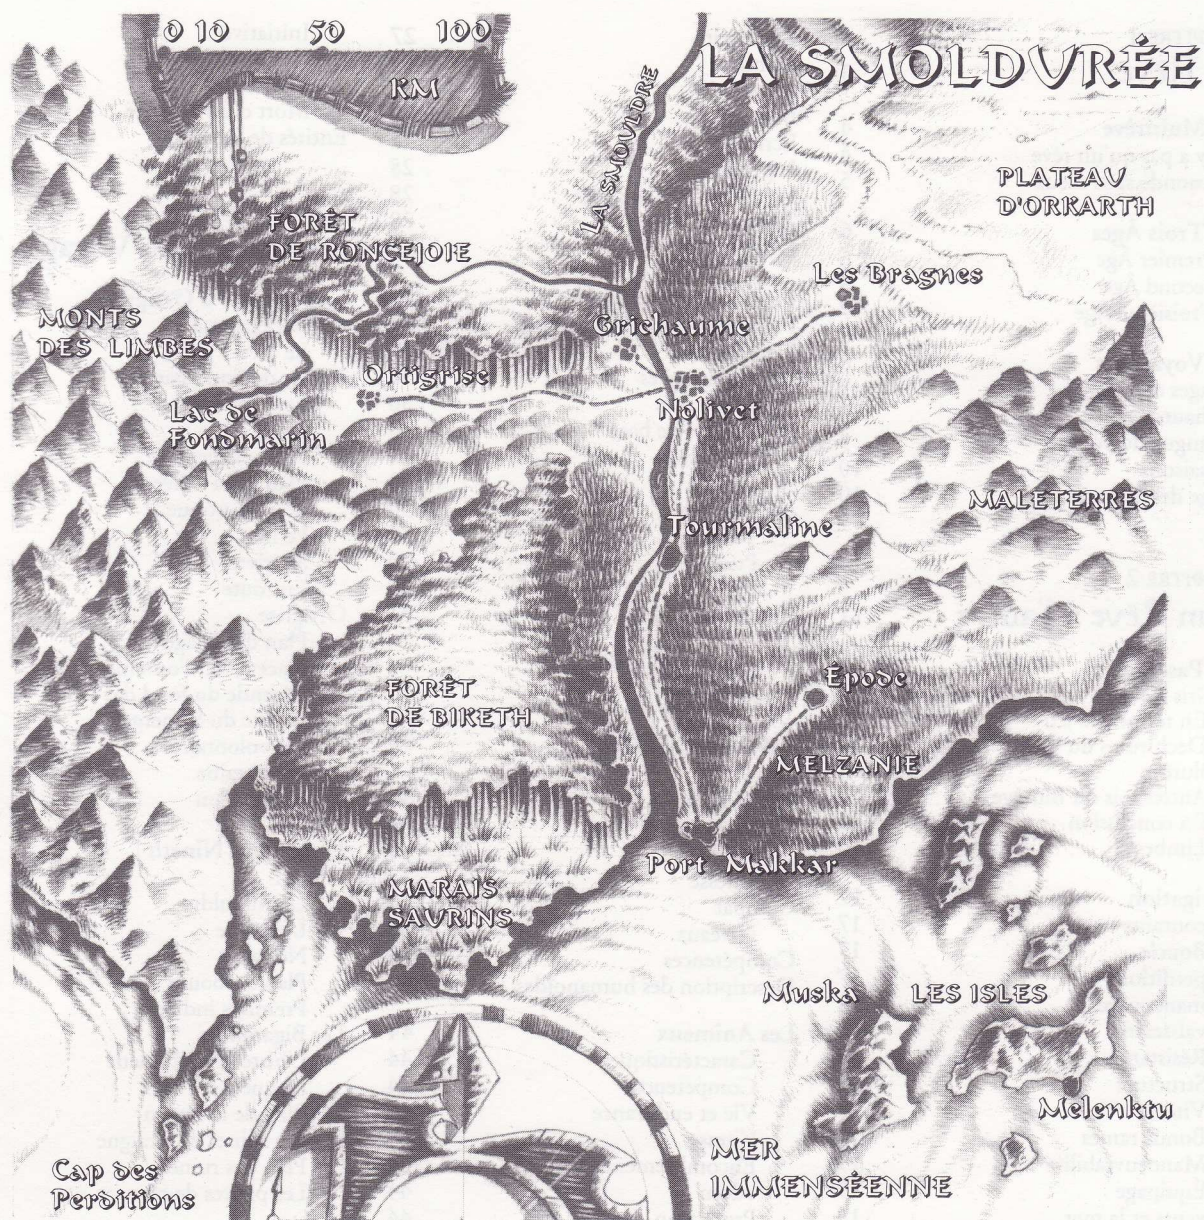 0 10 50 100
KM
LA SMOLDURÉE
LA SMOULDRE
PLATEAU
D'ORKARTH
FORÊT
DE RONCEJOIE
Les Bragnes
MONTS
DES LIMBES
Grichaume
Ortigrise
Lac de
Fondmarin
Nolivet
MALETERRES
Tourmaline
Épode
FORÊT
DE BIKETH
MELZANIE
Port Makkar
MARAIS
SAURINS
Muska
LES ISLES
Melenktu
MER
IMMENSÉENNE
Cap des
Perditions